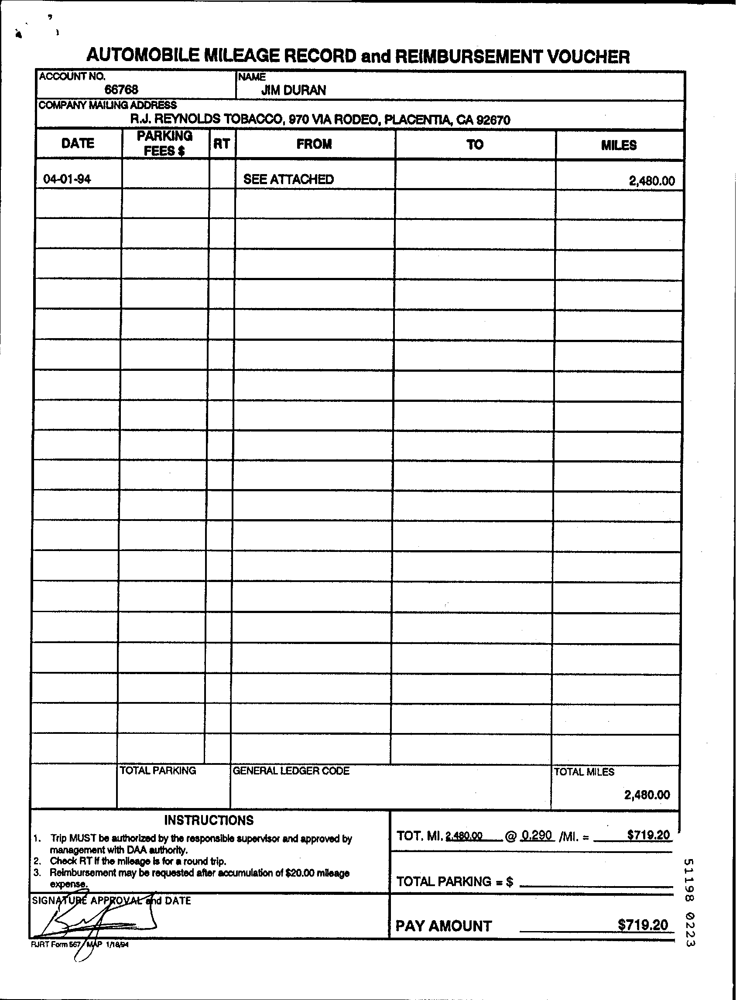 AUTOMOBILE MILEAGE RECORD and REIMBURSEMENT VOUCHER
ACCOUNT NO. NAME
66768 JIM DURAN
COMPANY MAILING ADDRESS
R.J. REYNOLDS TOBACCO, 970 VIA RODEO, PLACENTIA, CA 92670
DATE PARKING FEES $ RT FROM TO MILES
04-01-94 SEE ATTACHED 2,480.00
TOTAL PARKING GENERAL LEDGER CODE TOTAL MILES
2,480.00
INSTRUCTIONS
1. Trip MUST be authorized by the responsible supervisor and approved by
management with DAA authority.
2. Check RT if the mileage is for a round trip.
3. Reimbursement may be requested after accumulation of $20.00 mileage
expense.
TOT. MI. 2,480.00 @ 0.290 /MI. = $719.20
TOTAL PARKING = $
SIGNATURE APPROVAL and DATE
PAY AMOUNT $719.20
RJRT Form 567 / MAP 1/18/94
51198 0223